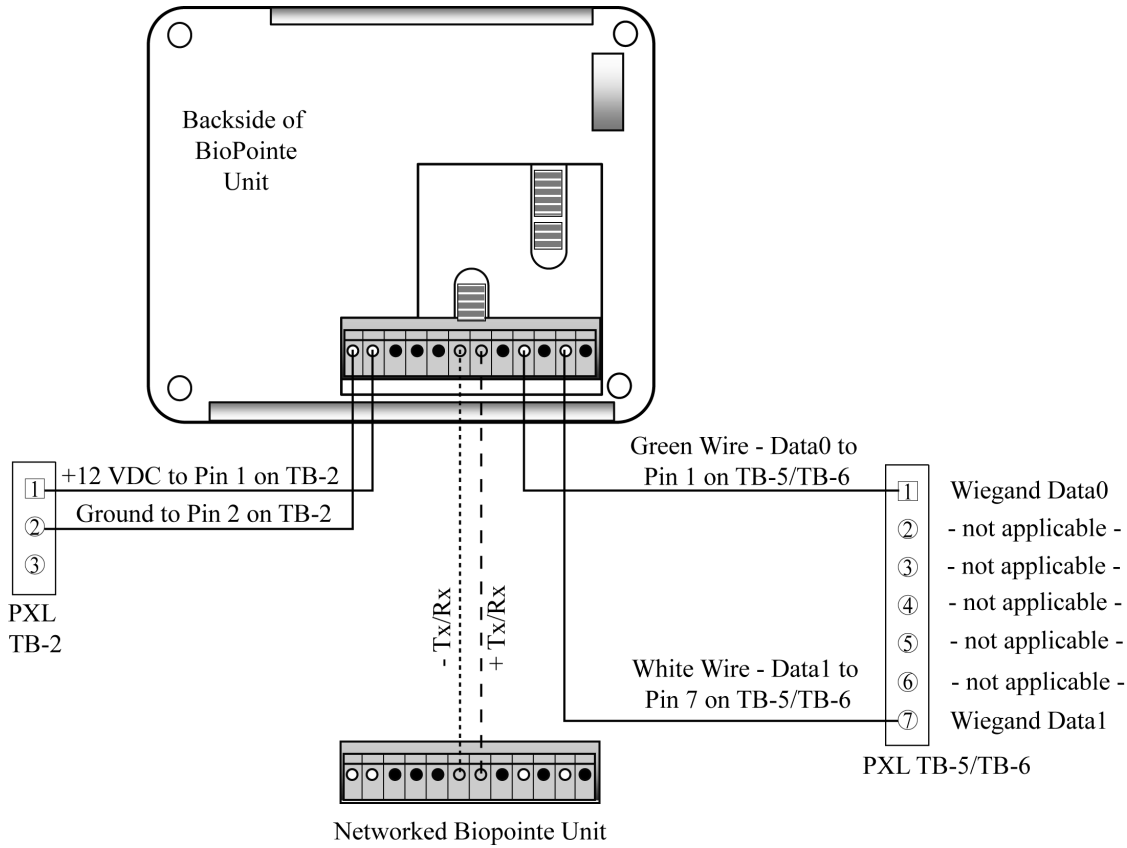 Backside of
BioPointe
Unit
+12 VDC to Pin 1 on TB-2
Ground to Pin 2 on TB-2
1
2
3
PXL
TB-2
- Tx/Rx
+ Tx/Rx
Green Wire - Data0 to
Pin 1 on TB-5/TB-6
White Wire - Data1 to
Pin 7 on TB-5/TB-6
1 Wiegand Data0
2 - not applicable -
3 - not applicable -
4 - not applicable -
5 - not applicable -
6 - not applicable -
7 Wiegand Data1
PXL TB-5/TB-6
Networked Biopointe Unit